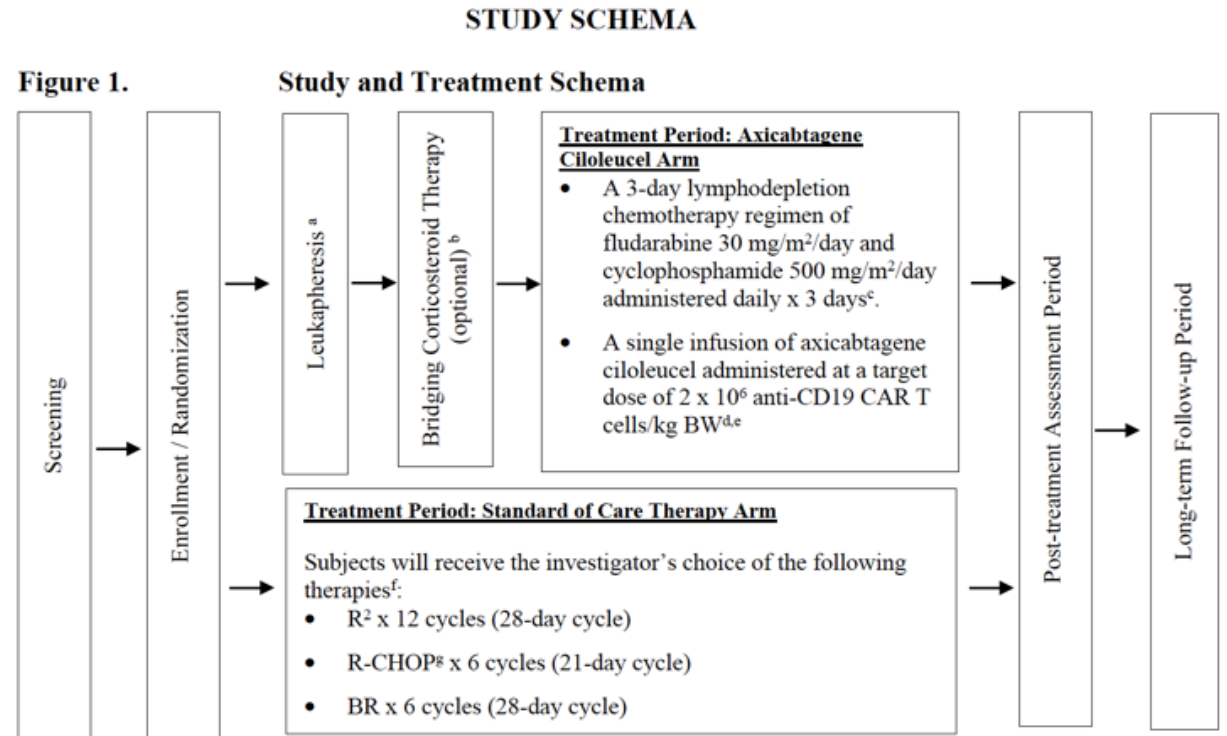 STUDY SCHEMA
Figure 1. Study and Treatment Schema
Screening
Enrollment / Randomization
Leukapheresis ᵃ
Bridging Corticosteroid Therapy
(optional) ᵇ
Treatment Period: Axicabtagene
Ciloleucel Arm
• A 3-day lymphodepletion
chemotherapy regimen of
fludarabine 30 mg/m²/day and
cyclophosphamide 500 mg/m²/day
administered daily x 3 daysᶜ.
• A single infusion of axicabtagene
ciloleucel administered at a target
dose of 2 x 10⁶ anti-CD19 CAR T
cells/kg BWᵈ,ᵉ
Treatment Period: Standard of Care Therapy Arm
Subjects will receive the investigator’s choice of the following
therapiesᶠ:
• R² x 12 cycles (28-day cycle)
• R-CHOPᵍ x 6 cycles (21-day cycle)
• BR x 6 cycles (28-day cycle)
Post-treatment Assessment Period
Long-term Follow-up Period